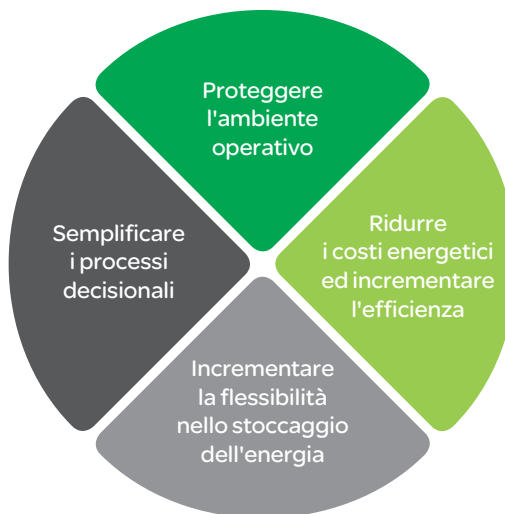 Proteggere
l'ambiente
operativo
Ridurre
i costi energetici
ed incrementare
l'efficienza
Incrementare
la flessibilità
nello stoccaggio
dell'energia
Semplificare
i processi
decisionali